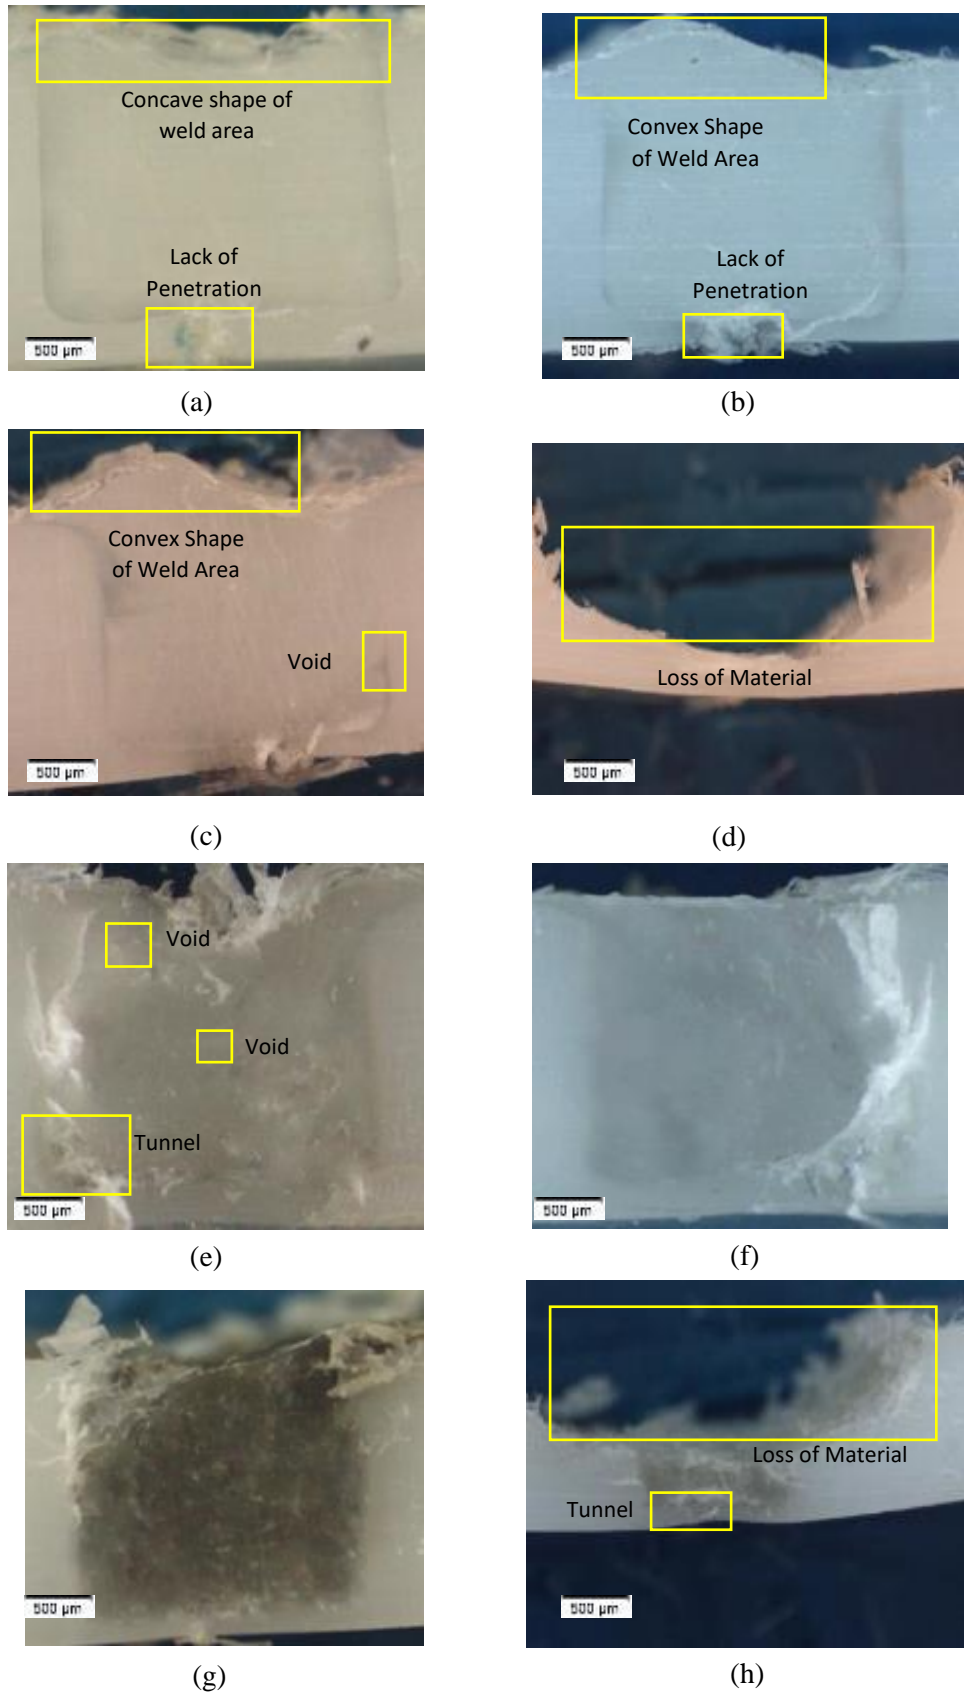 Concave shape of
weld area
Lack of
Penetration
500 µm
(a)
Convex Shape
of Weld Area
Lack of
Penetration
500 µm
(b)
Convex Shape
of Weld Area
Void
500 µm
(c)
Loss of Material
500 µm
(d)
Void
Void
Tunnel
500 µm
(e)
500 µm
(f)
500 µm
(g)
Loss of Material
Tunnel
500 µm
(h)